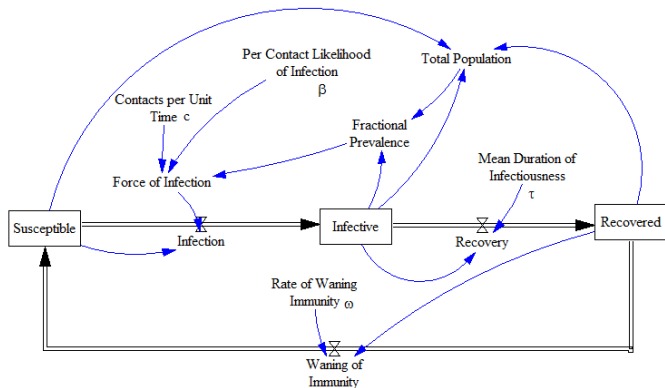 Per Contact Likelihood
of Infection
β
Total Population
Contacts per Unit
Time c
Fractional
Prevalence
Mean Duration of
Infectiousness
τ
Force of Infection
Susceptible
Infection
Infective
Recovery
Recovered
Rate of Waning
Immunity ω
Waning of
Immunity